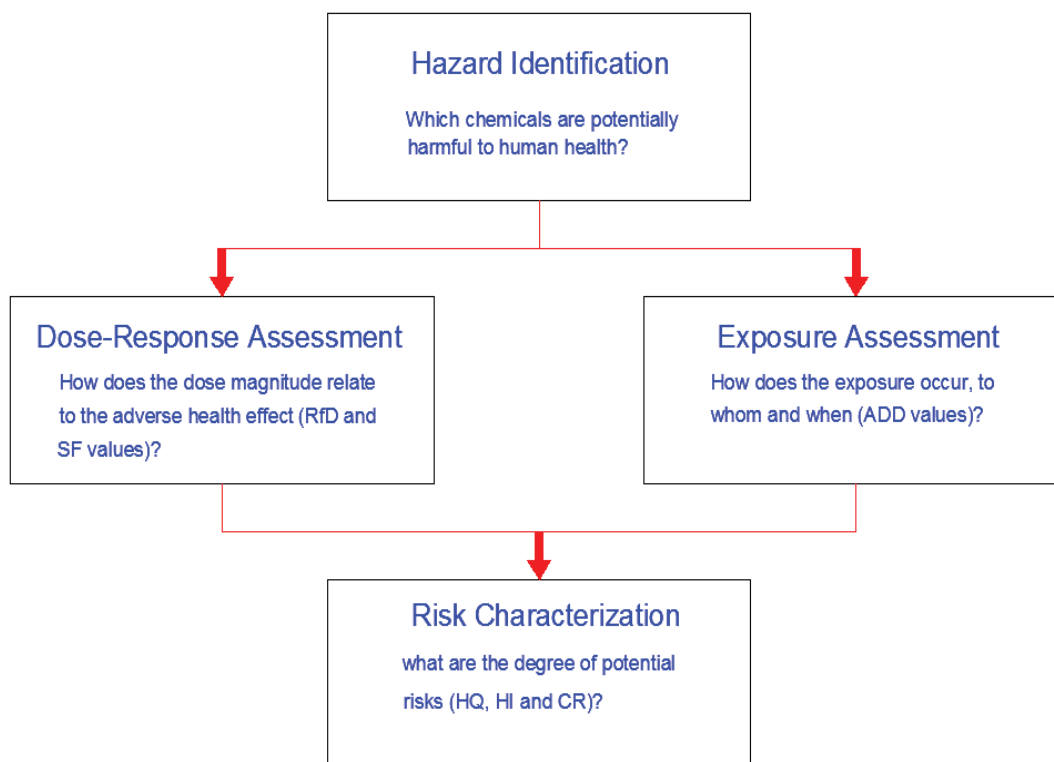 Hazard Identification
Which chemicals are potentially
harmful to human health?
Dose-Response Assessment
How does the dose magnitude relate
to the adverse health effect (RfD and
SF values)?
Exposure Assessment
How does the exposure occur, to
whom and when (ADD values)?
Risk Characterization
what are the degree of potential
risks (HQ, HI and CR)?